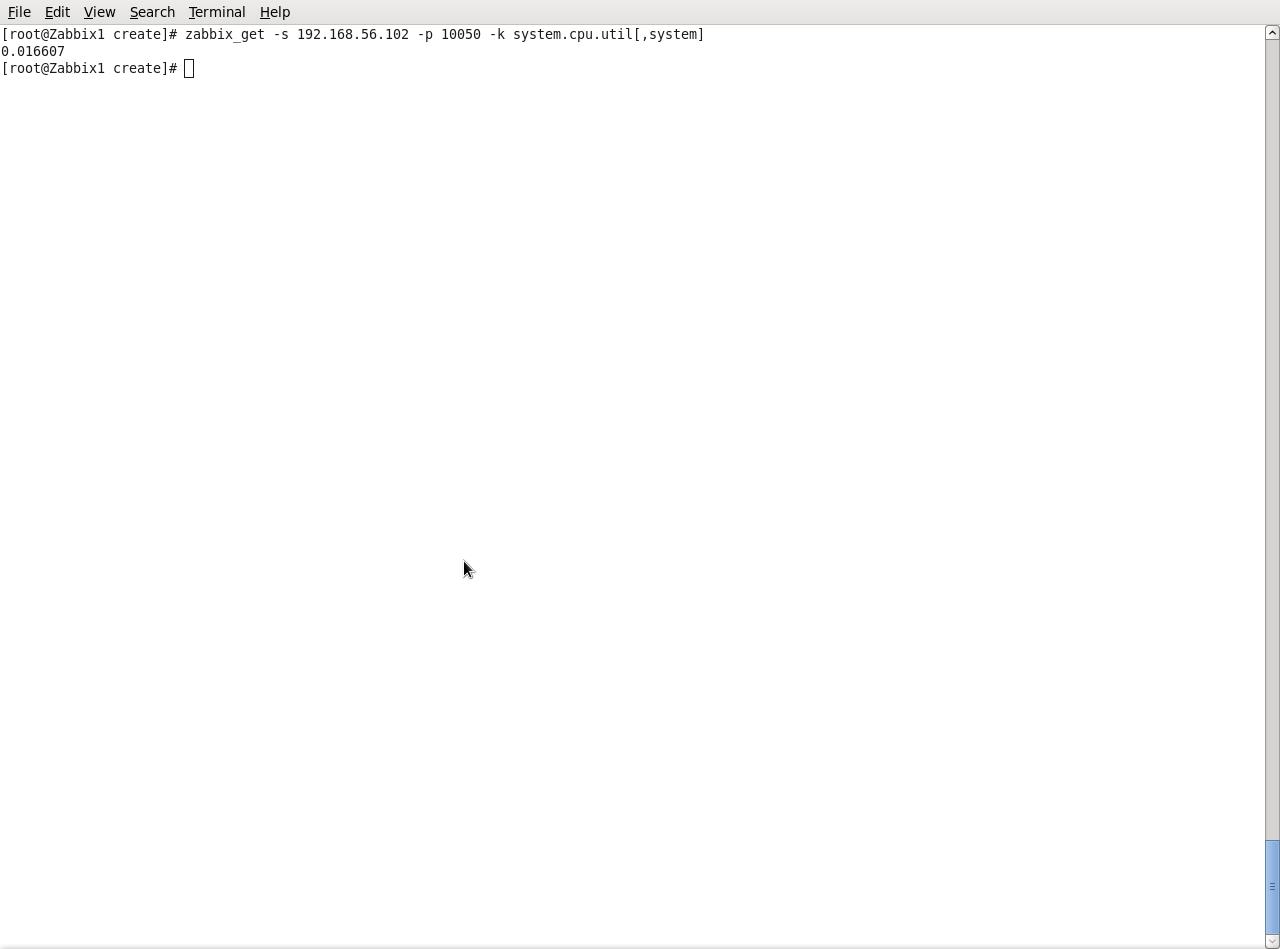 File Edit View Search Terminal Help
[root@Zabbix1 create]# zabbix_get -s 192.168.56.102 -p 10050 -k system.cpu.util[,system]
0.016607
[root@Zabbix1 create]#